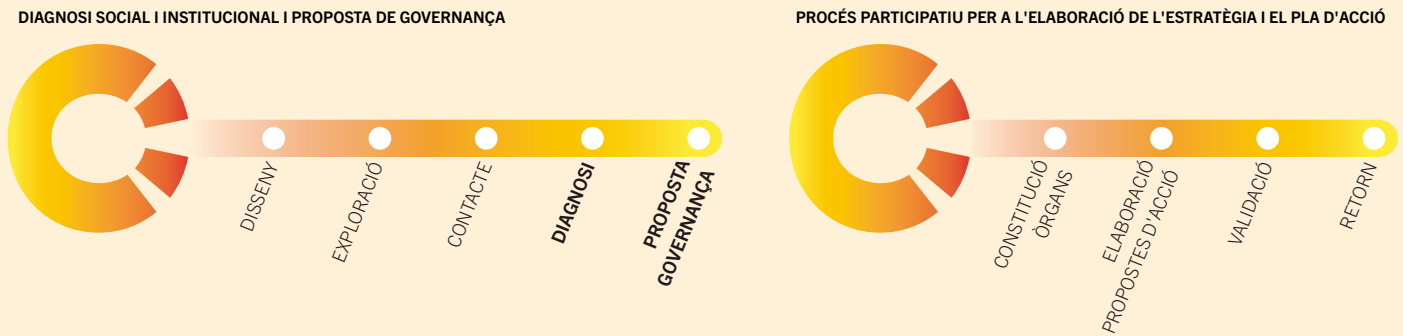 DIAGNOSI SOCIAL I INSTITUCIONAL I PROPOSTA DE GOVERNANÇA
DISSENY
EXPLORACIÓ
CONTACTE
DIAGNOSI
PROPOSTA
GOVERNANÇA
PROCÉS PARTICIPATIU PER A L'ELABORACIÓ DE L'ESTRATÈGIA I EL PLA D'ACCIÓ
CONSTITUCIÓ
ÒRGANS
ELABORACIÓ
PROPOSTES D'ACCIÓ
VALIDACIÓ
RETORN